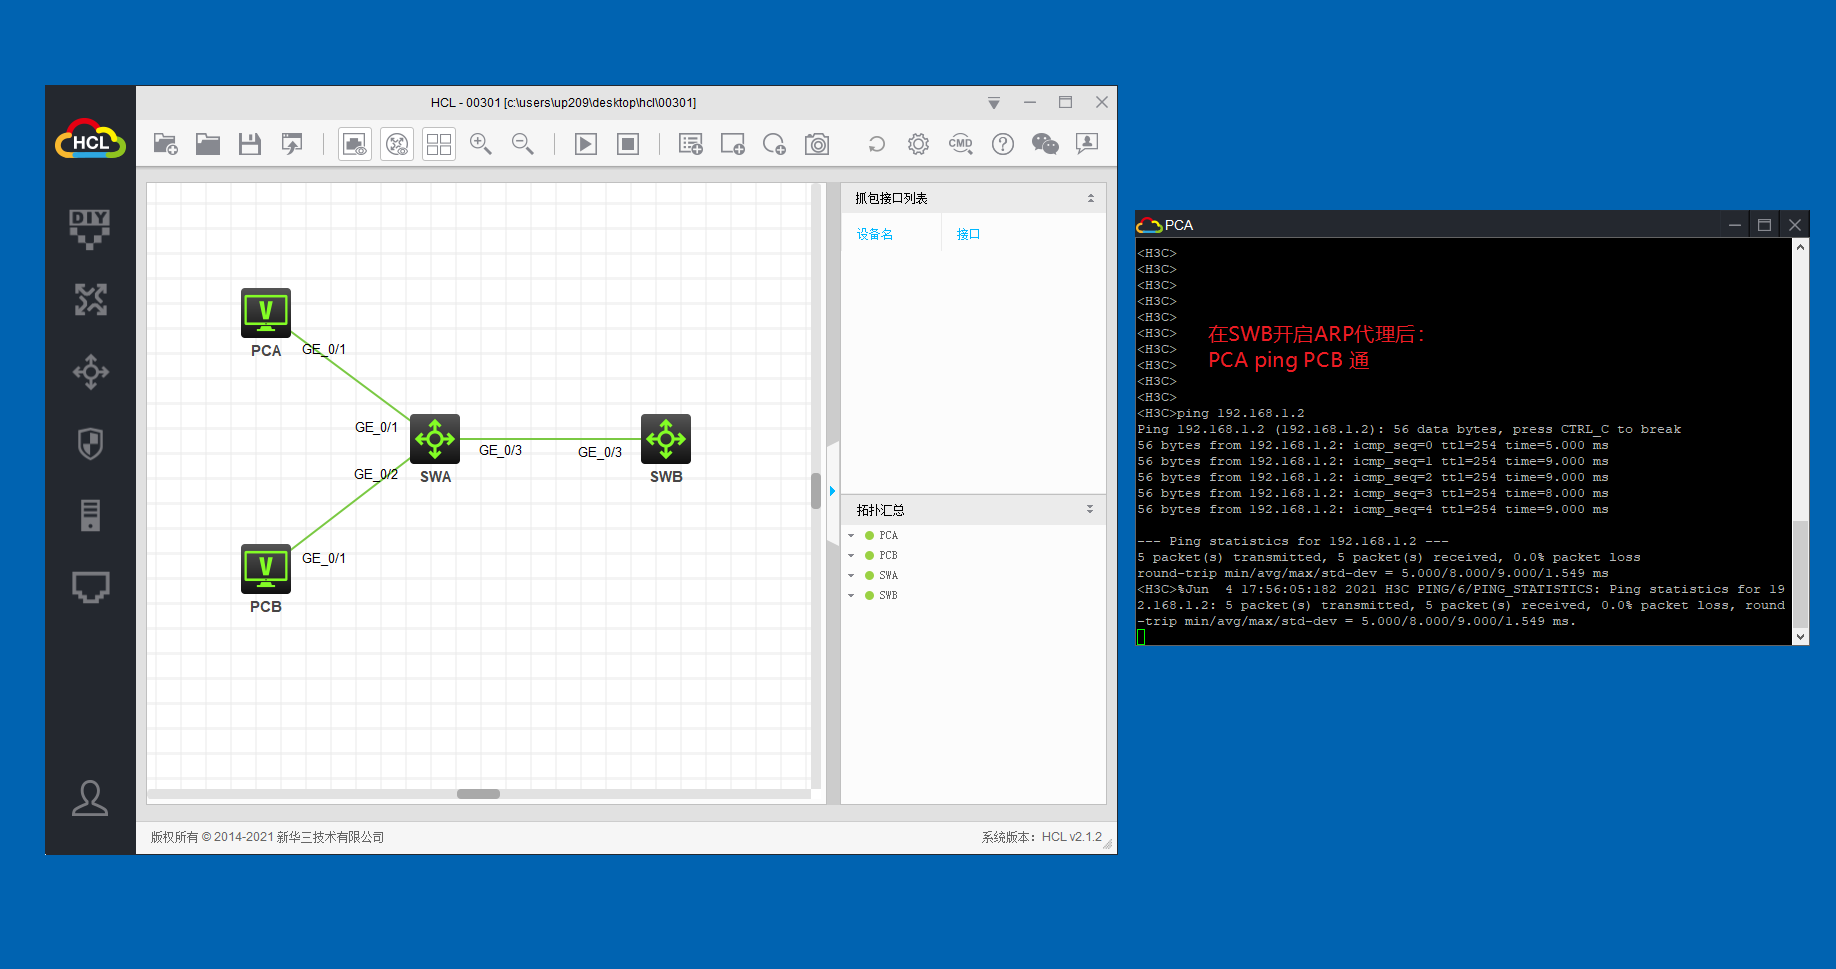 HCL - 00301 [c:\users\up209\desktop\hcl\00301]
HCL
CMD
DIY
抓包接口列表
设备名 接口
PCA
GE_0/1
GE_0/1
GE_0/2
SWA
GE_0/3
GE_0/3
SWB
GE_0/1
PCB
拓扑汇总
PCA
PCB
SWA
SWB
版权所有 © 2014-2021 新华三技术有限公司
系统版本：HCL v2.1.2
PCA
<H3C>
<H3C>
<H3C>
<H3C>
<H3C>
<H3C>
<H3C>
<H3C>
<H3C>
<H3C>
在SWB开启ARP代理后：
PCA ping PCB 通
<H3C>ping 192.168.1.2
Ping 192.168.1.2 (192.168.1.2): 56 data bytes, press CTRL_C to break
56 bytes from 192.168.1.2: icmp_seq=0 ttl=254 time=5.000 ms
56 bytes from 192.168.1.2: icmp_seq=1 ttl=254 time=9.000 ms
56 bytes from 192.168.1.2: icmp_seq=2 ttl=254 time=9.000 ms
56 bytes from 192.168.1.2: icmp_seq=3 ttl=254 time=8.000 ms
56 bytes from 192.168.1.2: icmp_seq=4 ttl=254 time=9.000 ms
--- Ping statistics for 192.168.1.2 ---
5 packet(s) transmitted, 5 packet(s) received, 0.0% packet loss
round-trip min/avg/max/std-dev = 5.000/8.000/9.000/1.549 ms
<H3C>%Jun  4 17:56:05:182 2021 H3C PING/6/PING_STATISTICS: Ping statistics for 19
2.168.1.2: 5 packet(s) transmitted, 5 packet(s) received, 0.0% packet loss, round
-trip min/avg/max/std-dev = 5.000/8.000/9.000/1.549 ms.